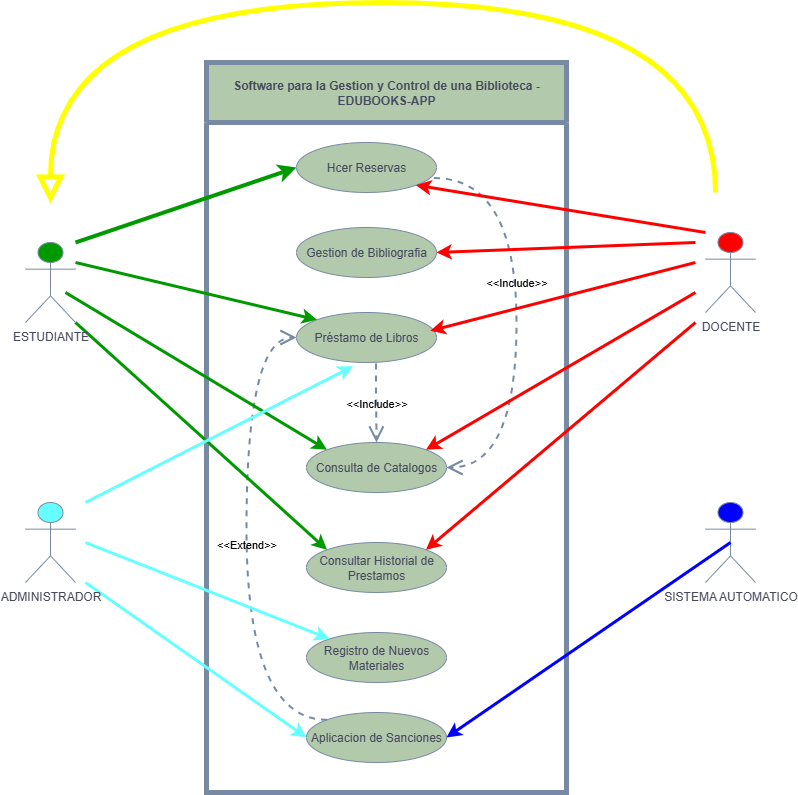 Software para la Gestion y Control de una Biblioteca -
EDUBOOKS-APP
Hcer Reservas
Gestion de Bibliografia
<<Include>>
ESTUDIANTE
Préstamo de Libros
DOCENTE
<<Include>>
Consulta de Catalogos
<<Extend>>
Consultar Historial de
Prestamos
ADMINISTRADOR
SISTEMA AUTOMATICO
Registro de Nuevos
Materiales
Aplicacion de Sanciones